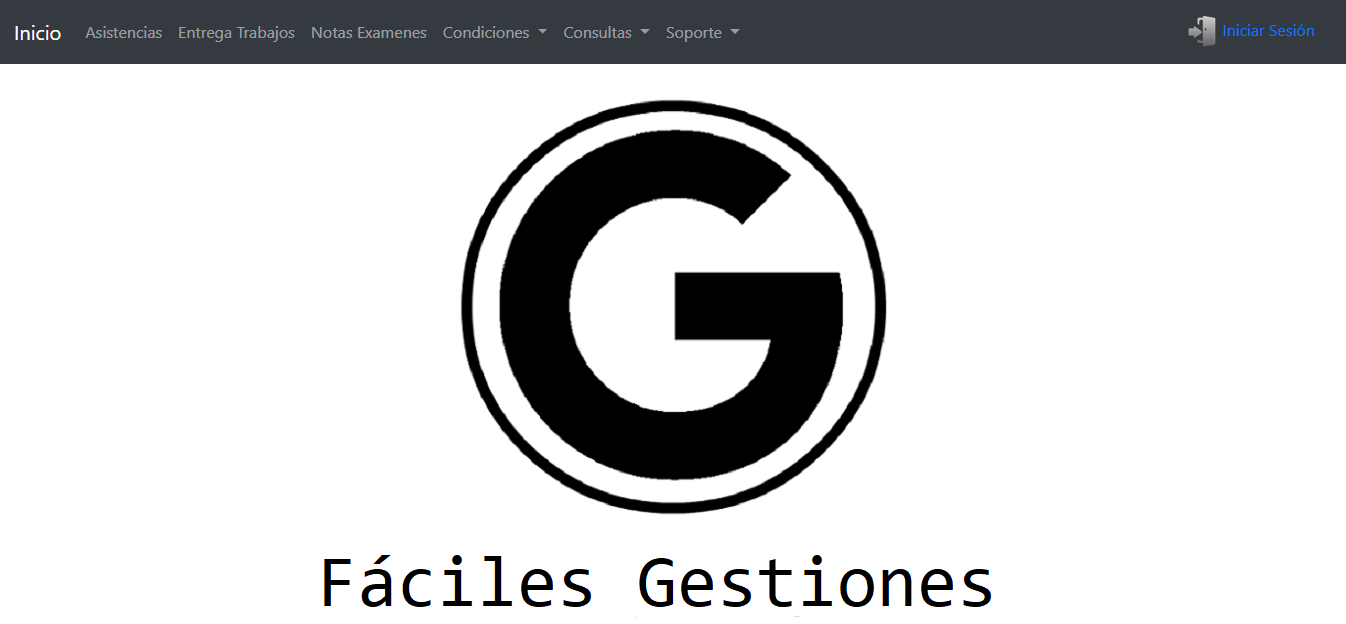 Inicio Asistencias Entrega Trabajos Notas Examenes Condiciones Consultas Soporte Iniciar Sesión
G
Fáciles Gestiones